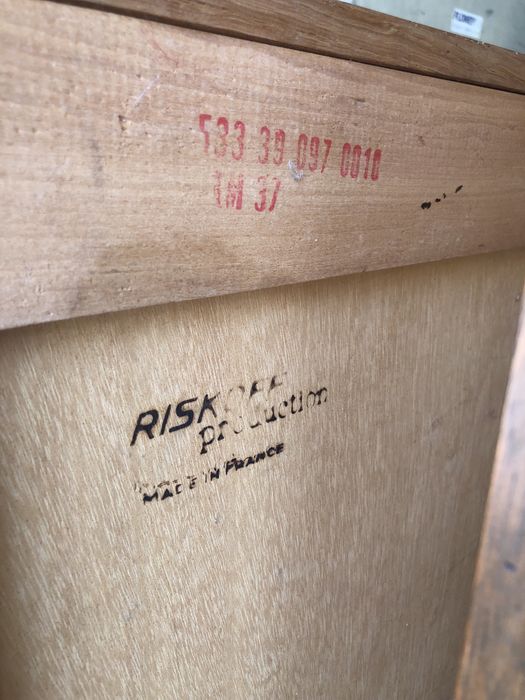 533 39 097 0010
TM 37
RISKOFF
production
MADE IN FRANCE